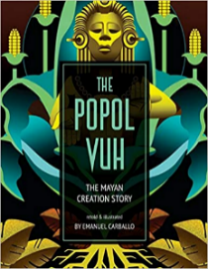 THE
POPOL
VUH
THE MAYAN
CREATION STORY
retold & illustrated
BY EMANUEL CARBALLO